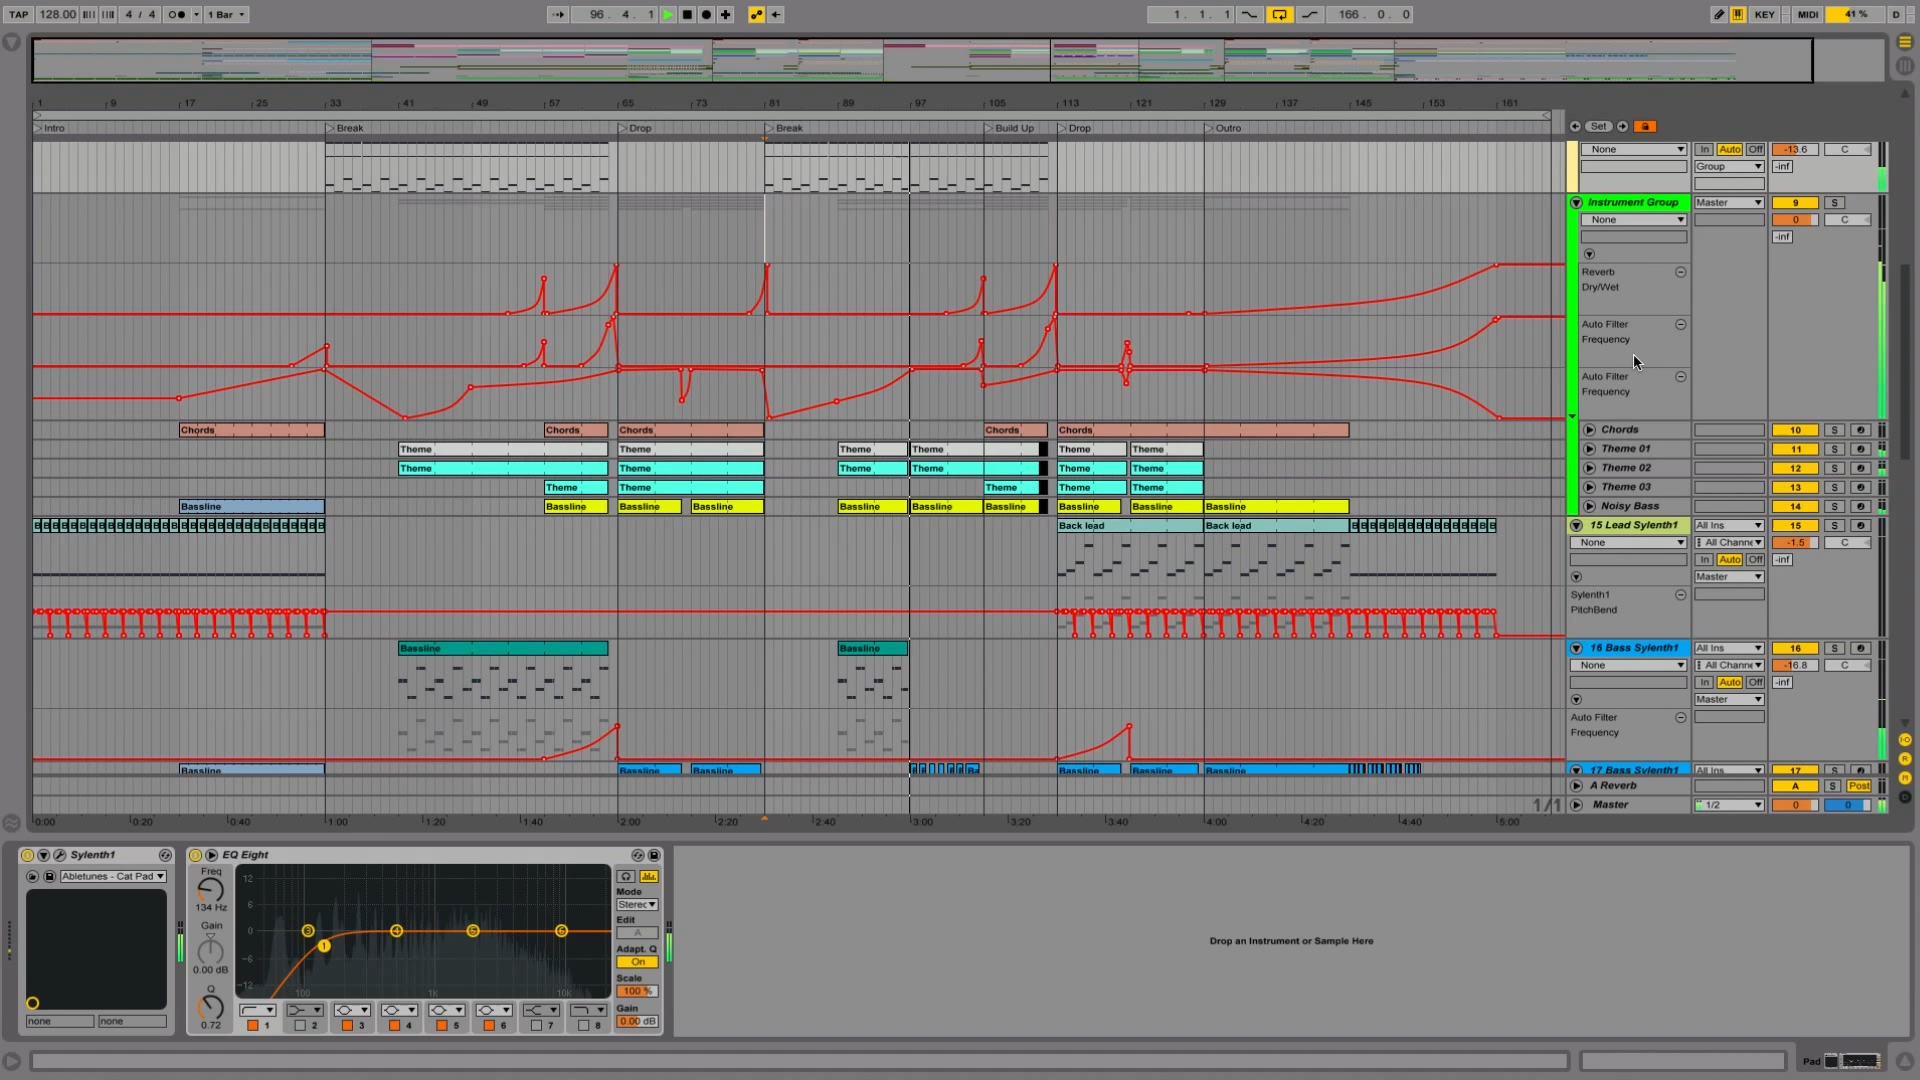 TAP 128.00 4 / 4 1 Bar 96. 4. 1 1. 1. 1 166. 0. 0 KEY MIDI 41 % D
1 9 17 25 33 41 49 57 65 73 81 89 97 105 113 121 129 137 145 153 161
Intro Break Drop Break Build Up Drop Outro Set
None In Auto Off -13.6 C
Group -inf
Instrument Group Master 9 S
None 0 C
-inf
Reverb
Dry/Wet
Auto Filter
Frequency
Auto Filter
Frequency
Chords Chords Chords Chords Chords Chords 10 S
Theme Theme Theme Theme Theme Theme Theme 01 11 S
Theme Theme Theme Theme Theme Theme Theme 02 12 S
Theme Theme Theme Theme Theme Theme 03 13 S
Bassline Bassline Bassline Bassline Bassline Bassline Bassline Bassline Bassline Bassline Noisy Bass 14 S
Back lead Back lead 15 Lead Sylenth1 All Ins 15 S
None All Channe -1.5 C
In Auto Off -inf
Master
Sylenth1
PitchBend
Bassline Bassline 16 Bass Sylenth1 All Ins 16 S
None All Channe -16.8 C
In Auto Off -inf
Master
Auto Filter
Frequency
Bassline Bassline Bassline Bassline Bassline Bassline 17 Bass Sylenth1 All Ins 17 S
A Reverb A S Post
1/1 Master 1/2 0 0
0:00 0:20 0:40 1:00 1:20 1:40 2:00 2:20 2:40 3:00 3:20 3:40 4:00 4:20 4:40 5:00
Sylenth1
Abletunes - Cat Pad
none none
EQ Eight
Freq
134 Hz
Gain
0.00 dB
Q
0.72
12
6
0
-6
-12
100 1K 10K
1 3 4 5 6
1 2 3 4 5 6 7 8
Mode
Stereo
Edit
A
Adapt. Q
On
Scale
100 %
Gain
0.00 dB
Drop an Instrument or Sample Here
Pad